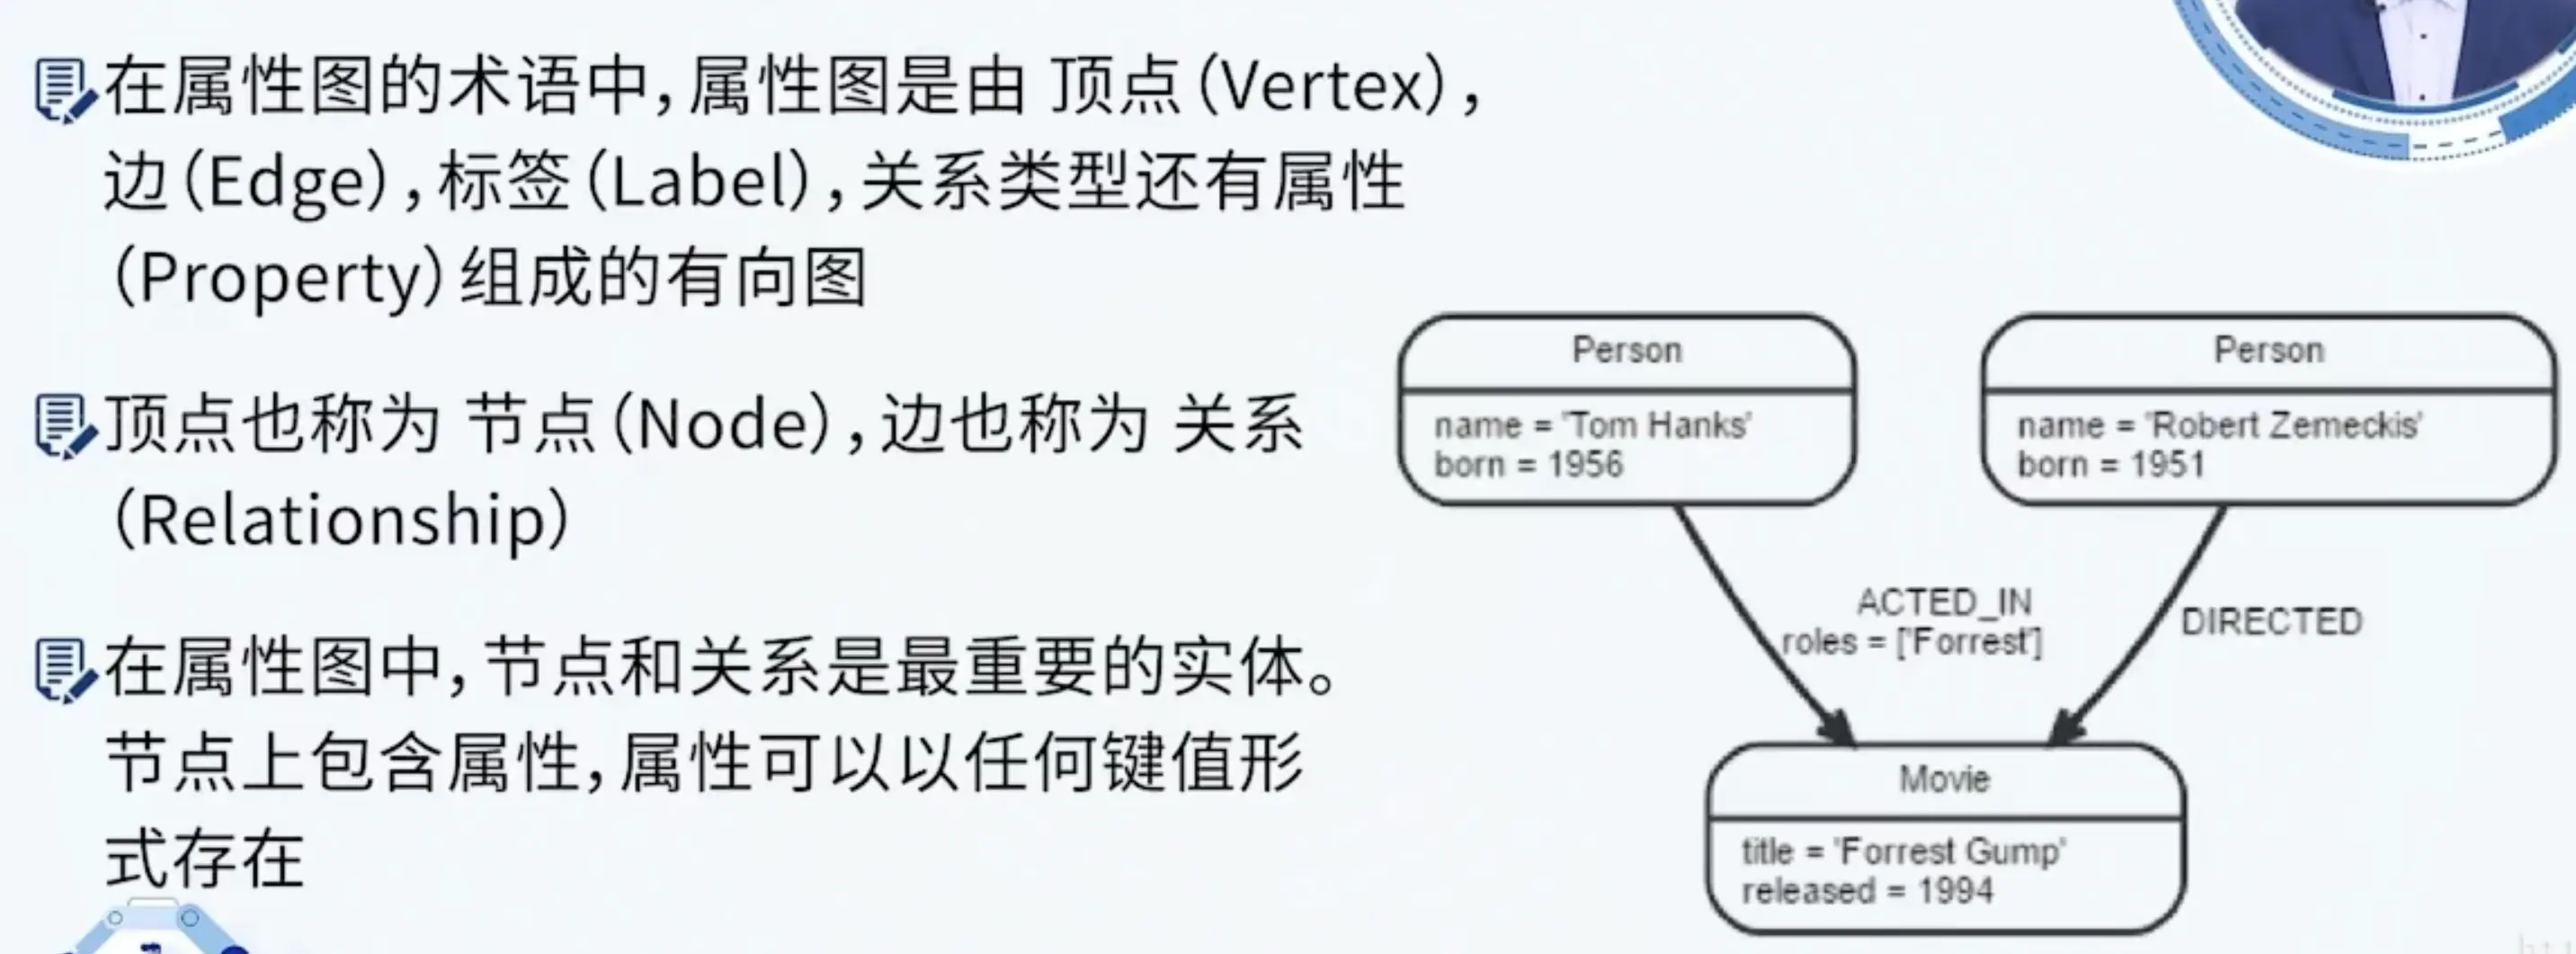 在属性图的术语中，属性图是由 顶点（Vertex），
边（Edge），标签（Label），关系类型还有属性
（Property）组成的有向图
顶点也称为 节点（Node），边也称为 关系
（Relationship）
在属性图中，节点和关系是最重要的实体。
节点上包含属性，属性可以以任何键值形
式存在
Person
name = 'Tom Hanks'
born = 1956
Person
name = 'Robert Zemeckis'
born = 1951
ACTED_IN
roles = ['Forrest']
DIRECTED
Movie
title = 'Forrest Gump'
released = 1994